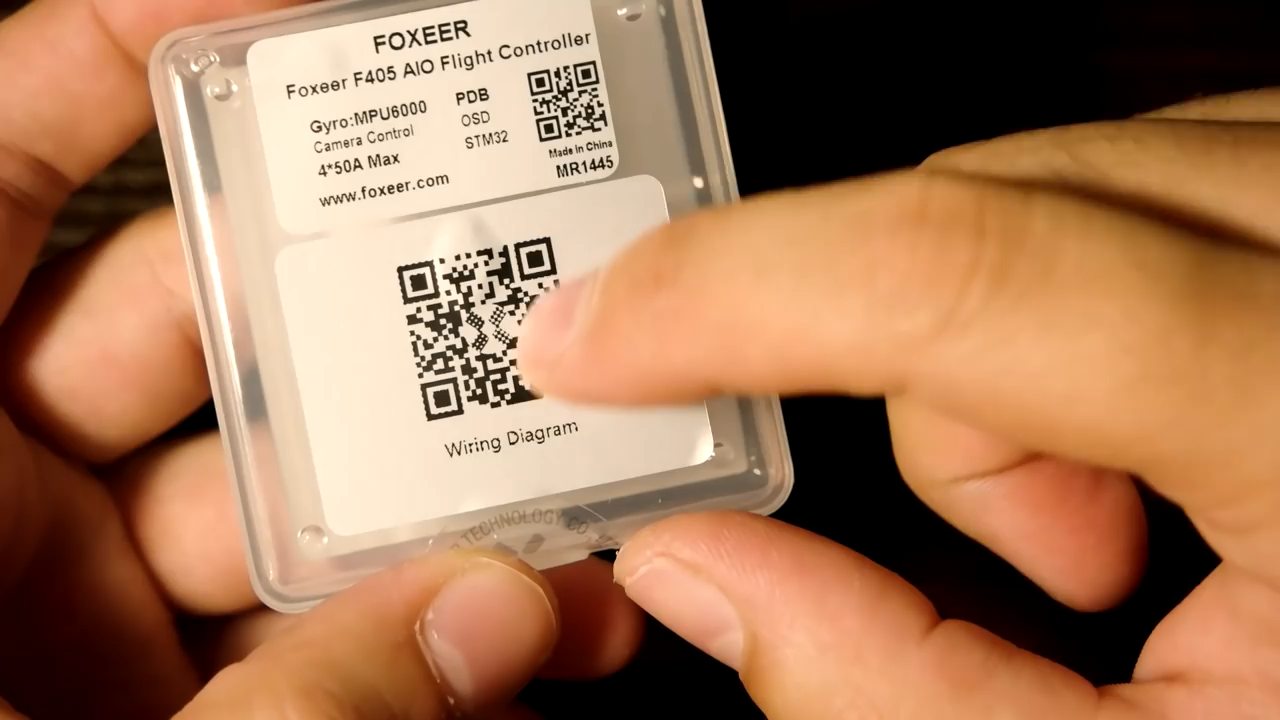 FOXEER
Foxeer F405 AIO Flight Controller
Gyro:MPU6000
Camera Control
4*50A Max
www.foxeer.com
PDB
OSD
STM32
Made in China
MR1445
Wiring Diagram
TECHNOLOGY CO